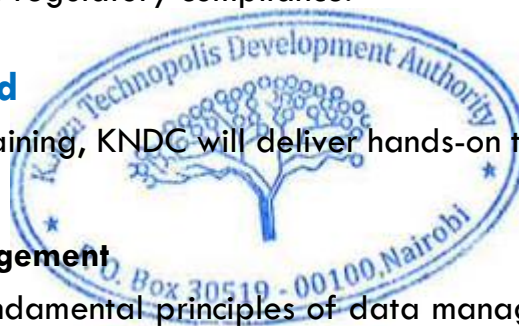 regulatory compliance.
Technopolis Development Authority
d
aining, KNDC will deliver hands-on t
P.O. Box 30519 - 00100, Nairobi
gement
ndamental principles of data manag